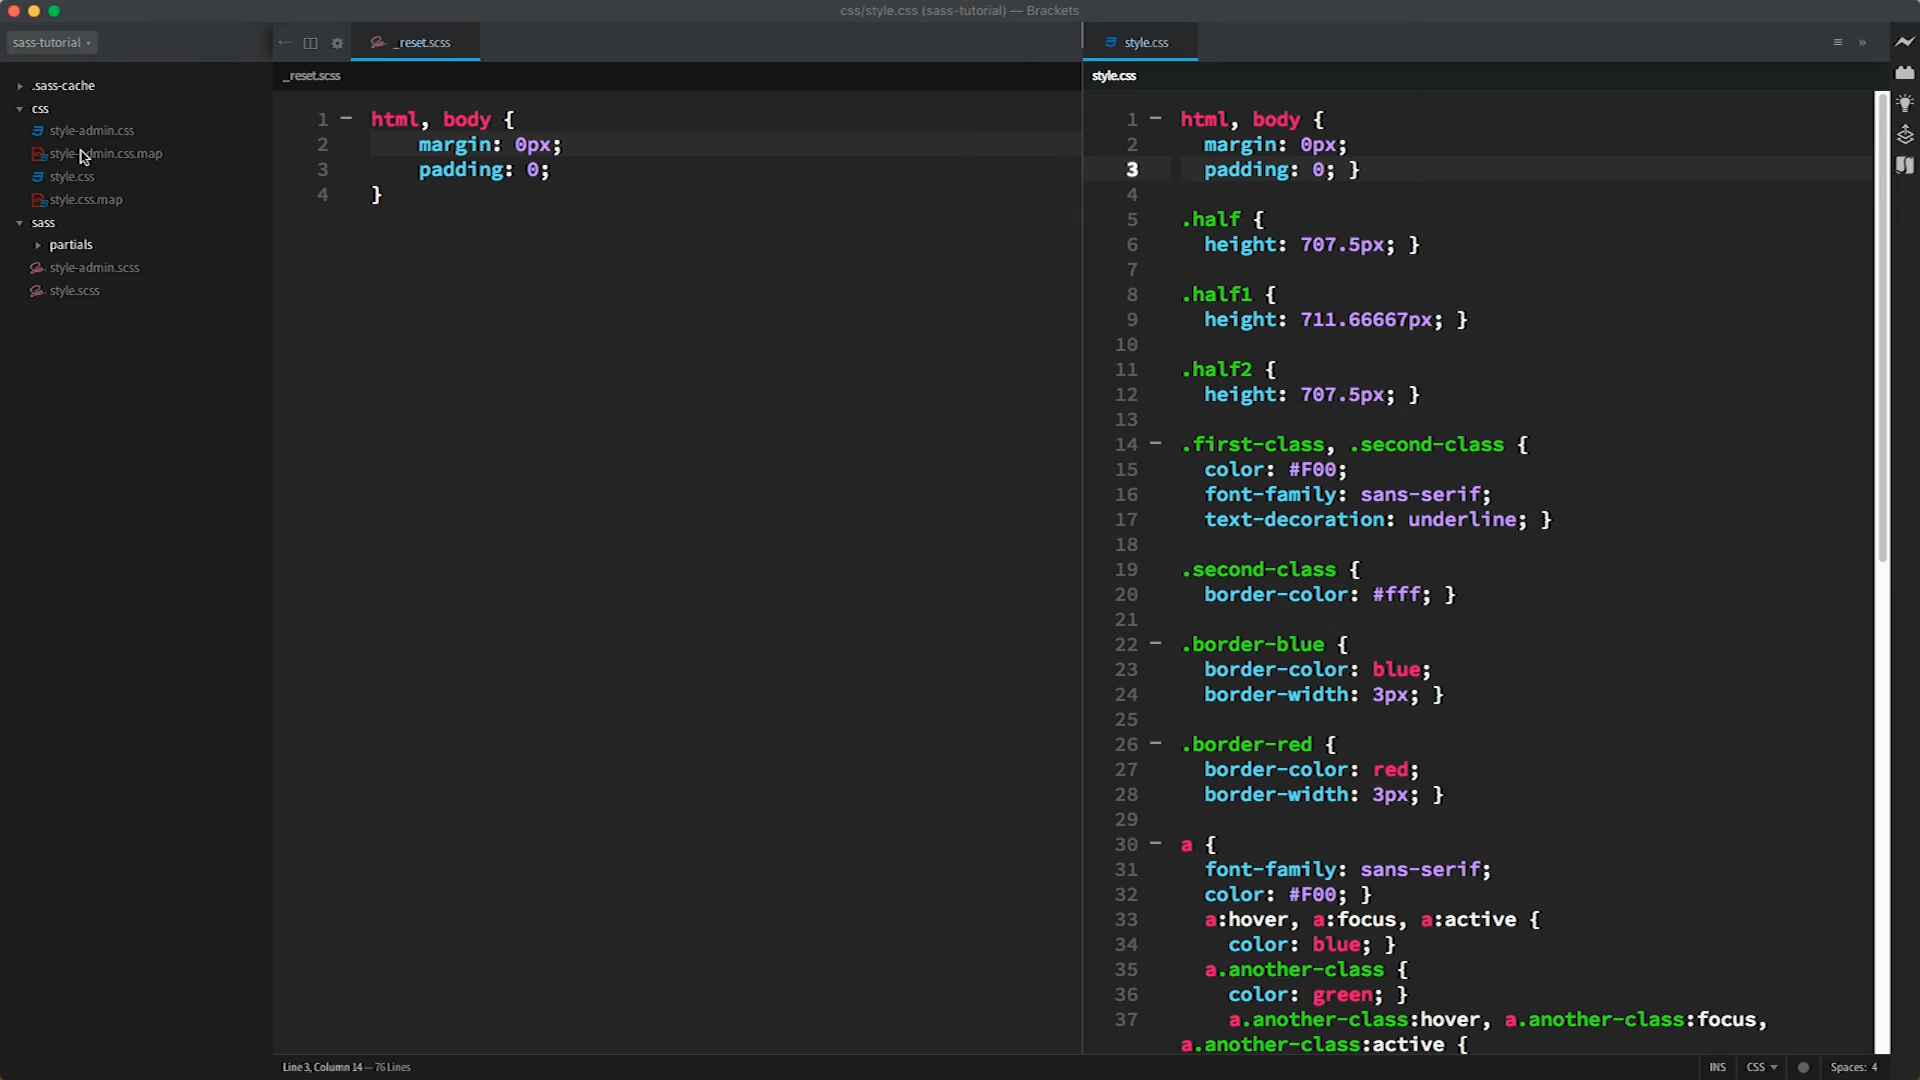 css/style.css (sass-tutorial) — Brackets
sass-tutorial
.sass-cache
css
style-admin.css
style-admin.css.map
style.css
style.css.map
sass
partials
style-admin.scss
style.scss
_reset.scss
_reset.scss
1 html, body {
2 margin: 0px;
3 padding: 0;
4 }
style.css
style.css
1 html, body {
2 margin: 0px;
3 padding: 0; }
4
5 .half {
6 height: 707.5px; }
7
8 .half1 {
9 height: 711.66667px; }
10
11 .half2 {
12 height: 707.5px; }
13
14 .first-class, .second-class {
15 color: #F00;
16 font-family: sans-serif;
17 text-decoration: underline; }
18
19 .second-class {
20 border-color: #fff; }
21
22 .border-blue {
23 border-color: blue;
24 border-width: 3px; }
25
26 .border-red {
27 border-color: red;
28 border-width: 3px; }
29
30 a {
31 font-family: sans-serif;
32 color: #F00; }
33 a:hover, a:focus, a:active {
34 color: blue; }
35 a.another-class {
36 color: green; }
37 a.another-class:hover, a.another-class:focus,
a.another-class:active {
Line 3, Column 14 — 76 Lines
INS CSS Spaces: 4